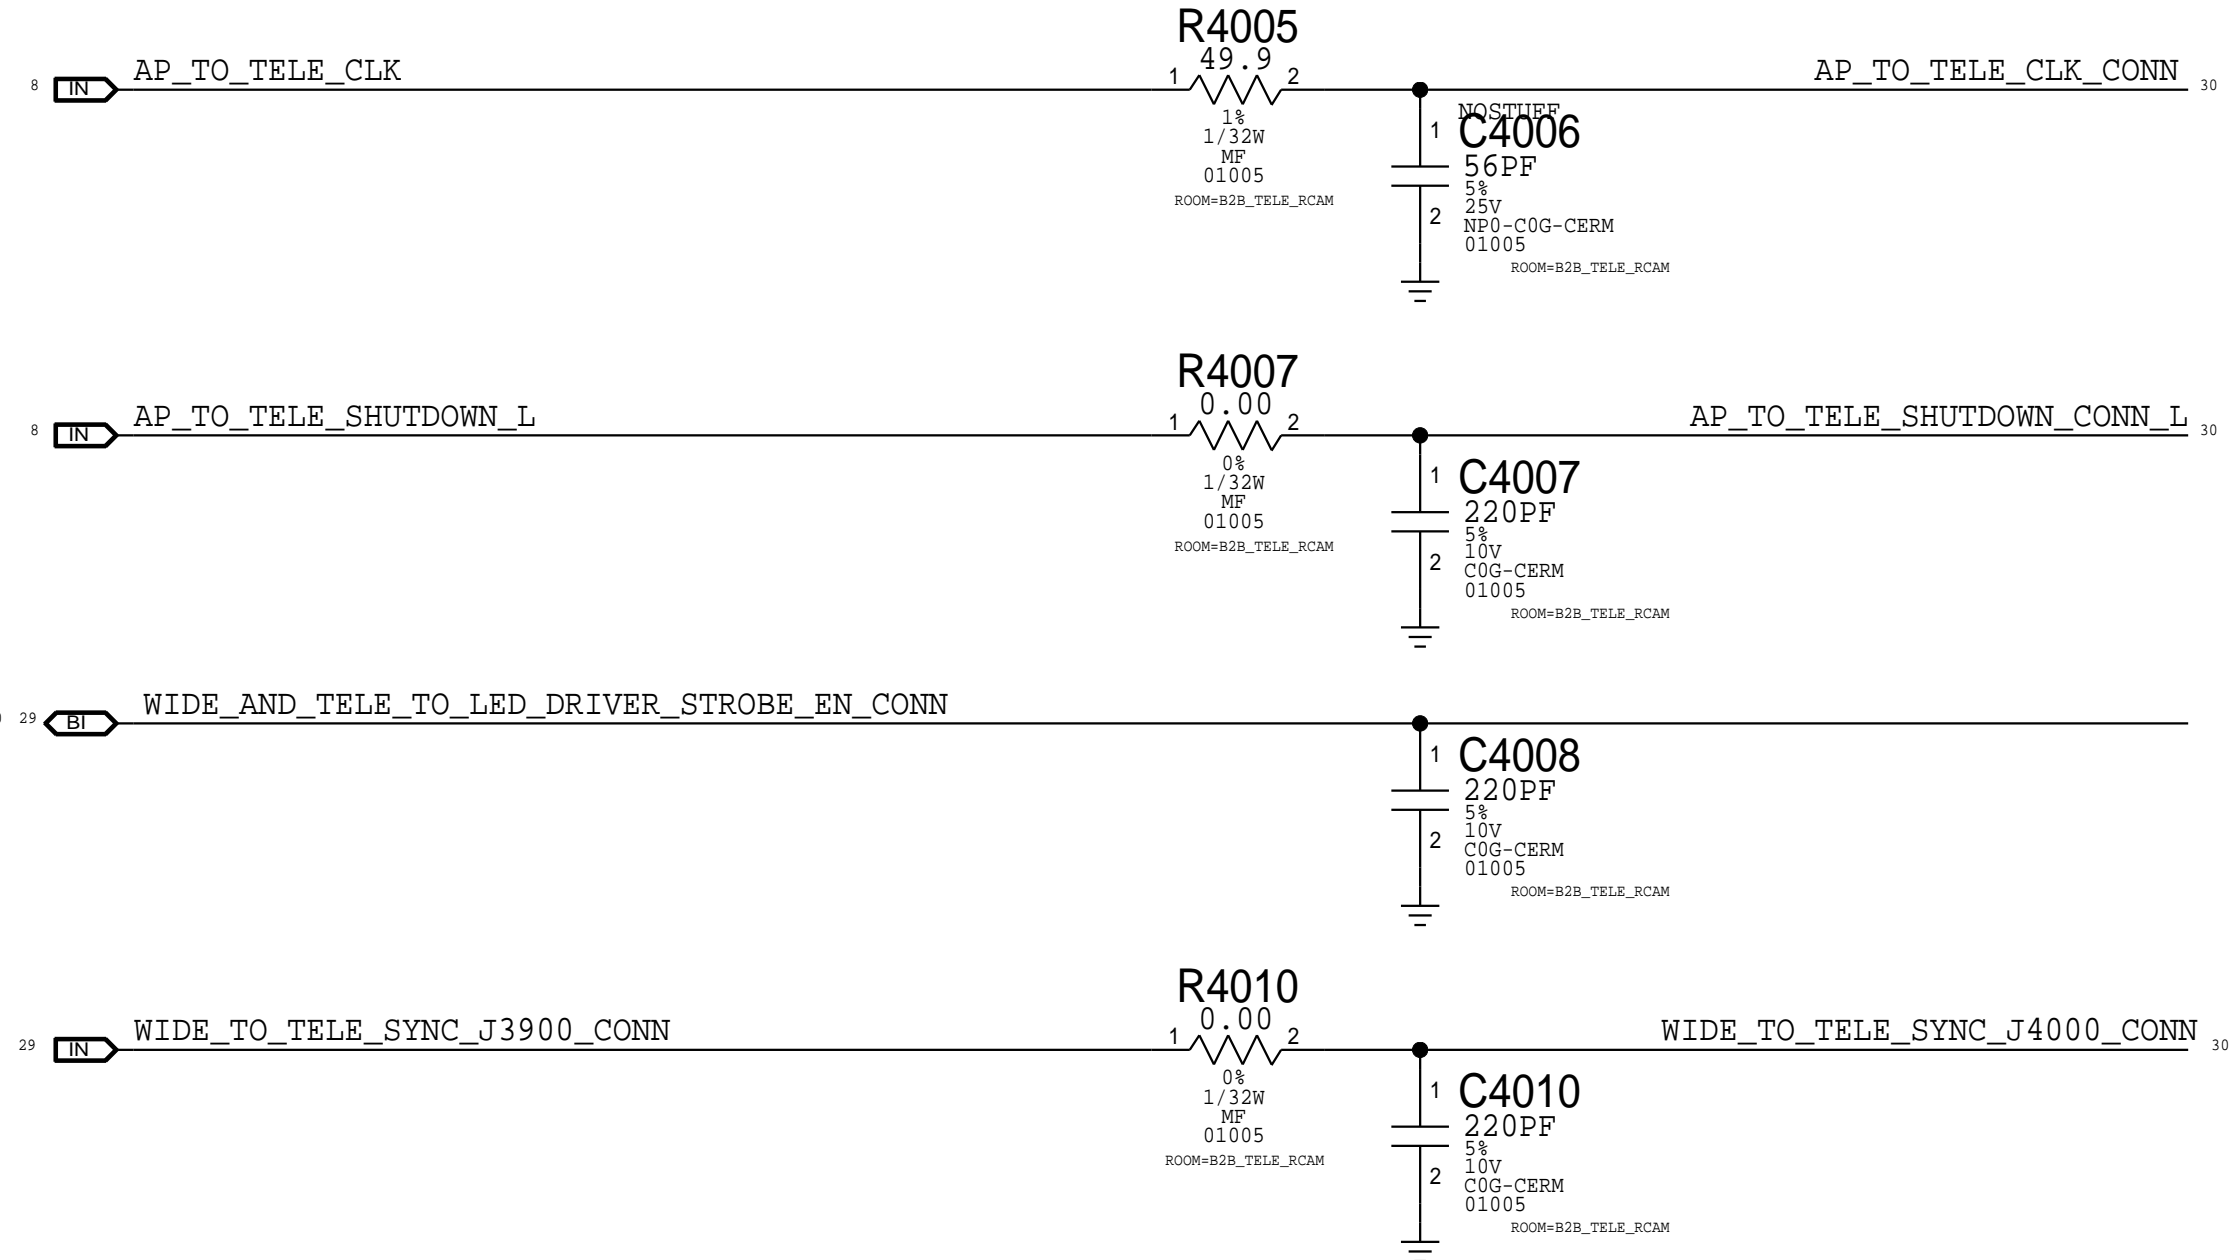 R4005
49.9
8 IN AP_TO_TELE_CLK 1 2 AP_TO_TELE_CLK_CONN 30
1%
1/32W
MF
01005
ROOM=B2B_TELE_RCAM
NOSTUFF
1 C4006
56PF
5%
25V
2 NP0-C0G-CERM
01005
ROOM=B2B_TELE_RCAM
R4007
0.00
8 IN AP_TO_TELE_SHUTDOWN_L 1 2 AP_TO_TELE_SHUTDOWN_CONN_L 30
0%
1/32W
MF
01005
ROOM=B2B_TELE_RCAM
1 C4007
220PF
5%
10V
2 C0G-CERM
01005
ROOM=B2B_TELE_RCAM
29 BI WIDE_AND_TELE_TO_LED_DRIVER_STROBE_EN_CONN
1 C4008
220PF
5%
10V
2 C0G-CERM
01005
ROOM=B2B_TELE_RCAM
R4010
0.00
29 IN WIDE_TO_TELE_SYNC_J3900_CONN 1 2 WIDE_TO_TELE_SYNC_J4000_CONN 30
0%
1/32W
MF
01005
ROOM=B2B_TELE_RCAM
1 C4010
220PF
5%
10V
2 C0G-CERM
01005
ROOM=B2B_TELE_RCAM